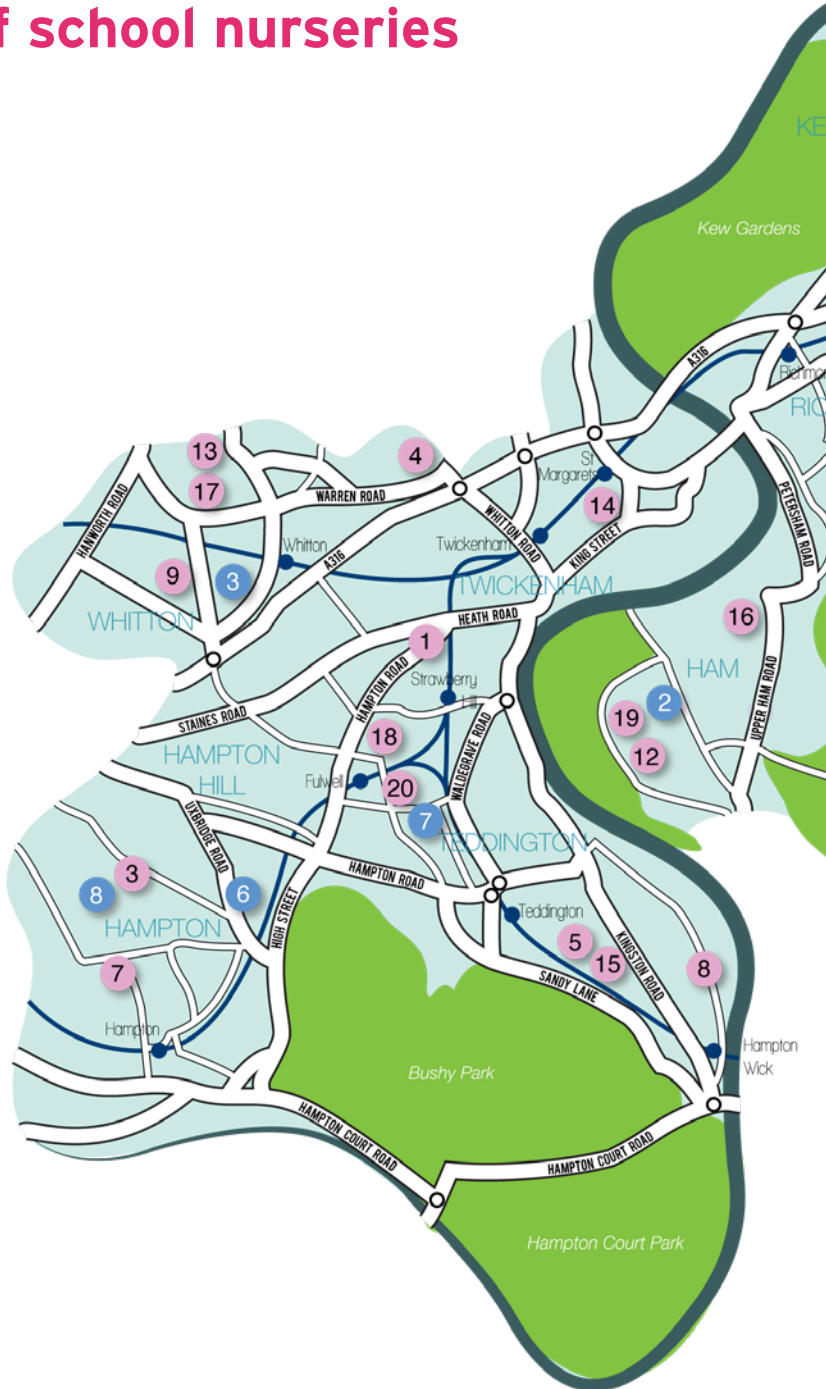 f school nurseries
KE
Kew Gardens
A316
Richmo
RIC
13
4
St
Margarets
17
WARREN ROAD
HANWORTH ROAD
14
WHITTON ROAD
PETERSHAM ROAD
Whitton
Twickenham
KING STREET
A316
9
3
TWICKENHAM
WHITTON
HEATH ROAD
16
1
HAMPTON ROAD
HAM
Strawberry
Hill
UPPER HAM ROAD
2
STAINES ROAD
19
18
WALDEGRAVE ROAD
12
HAMPTON
HILL
Fulwell
20
UXBRIDGE ROAD
7
TEDDINGTON
3
HAMPTON ROAD
8
6
Teddington
HAMPTON
HIGH STREET
5
15
KINGSTON ROAD
7
SANDY LANE
8
Hampton
Hampton
Wick
Bushy Park
HAMPTON COURT ROAD
HAMPTON COURT ROAD
Hampton Court Park